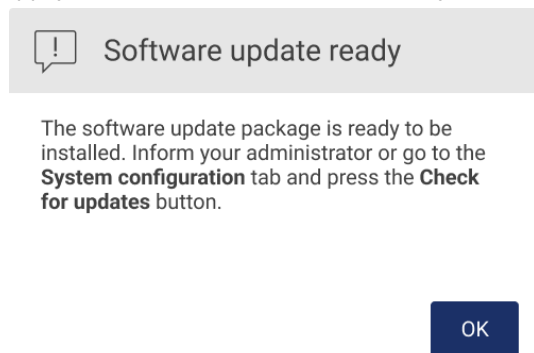 Software update ready
The software update package is ready to be
installed. Inform your administrator or go to the
System configuration tab and press the Check
for updates button.
OK